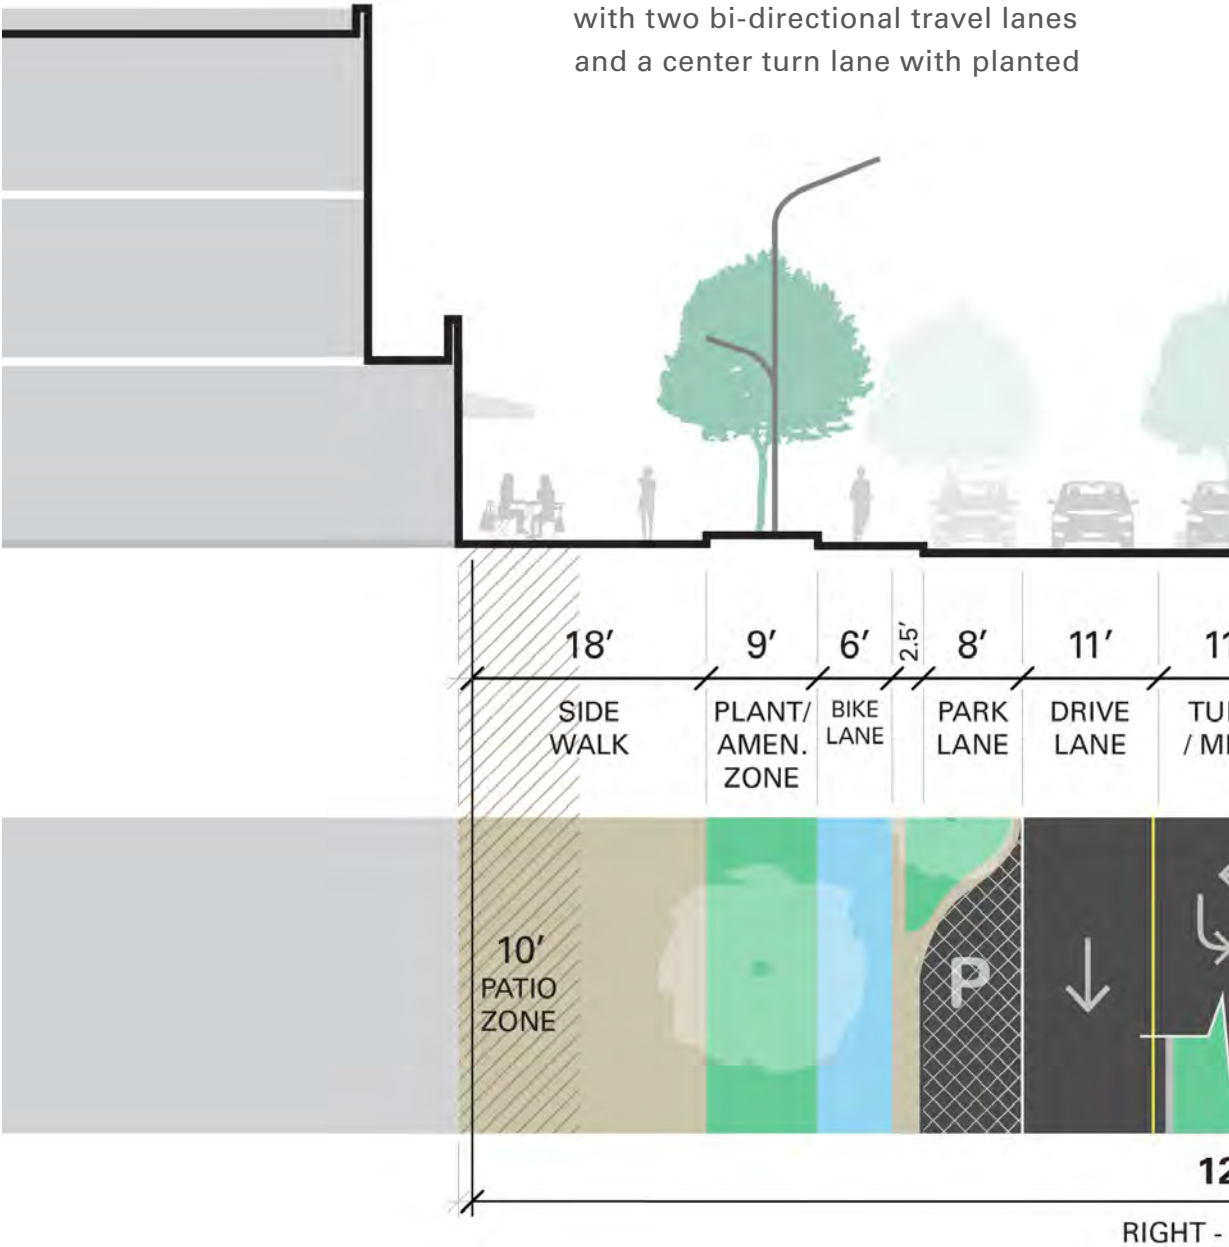 with two bi-directional travel lanes
and a center turn lane with planted
18′ 9′ 6′ 2.5′ 8′ 11′
SIDE WALK
PLANT/ AMEN. ZONE
BIKE LANE
PARK LANE
DRIVE LANE
10′
PATIO
ZONE
P
RIGHT -